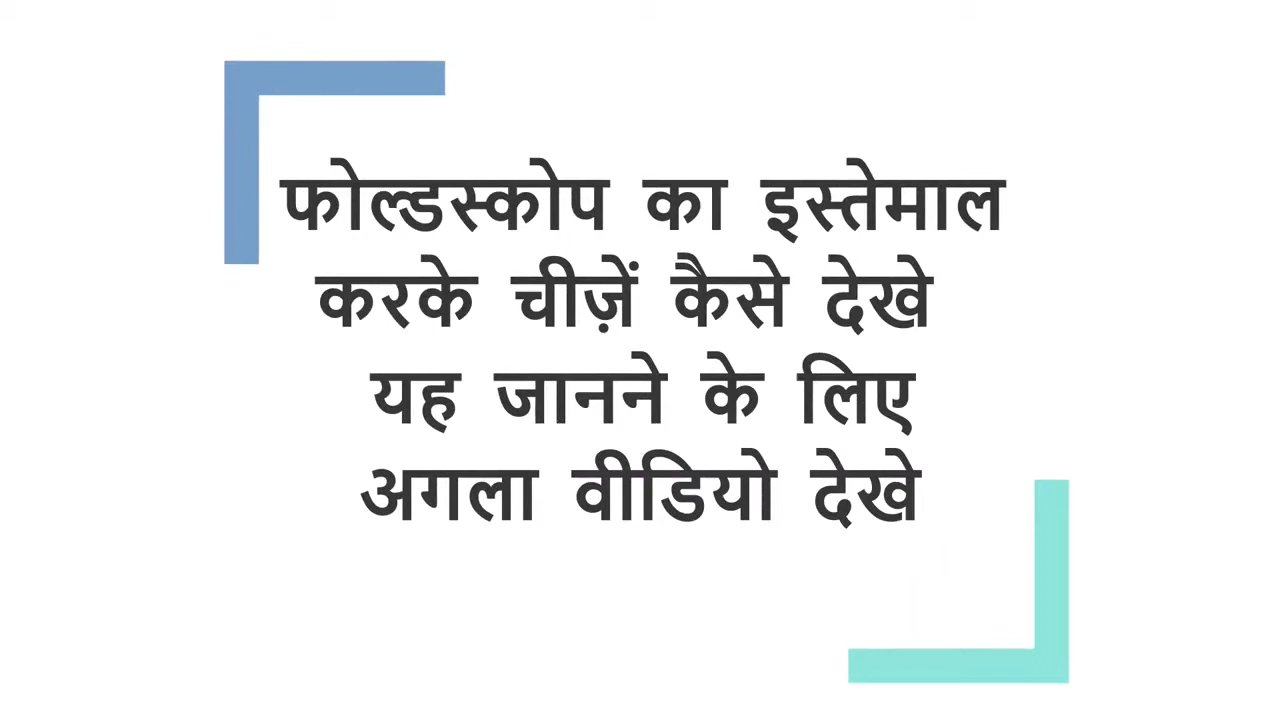 फोल्डस्कोप का इस्तेमाल
करके चीज़ें कैसे देखे
यह जानने के लिए
अगला वीडियो देखे